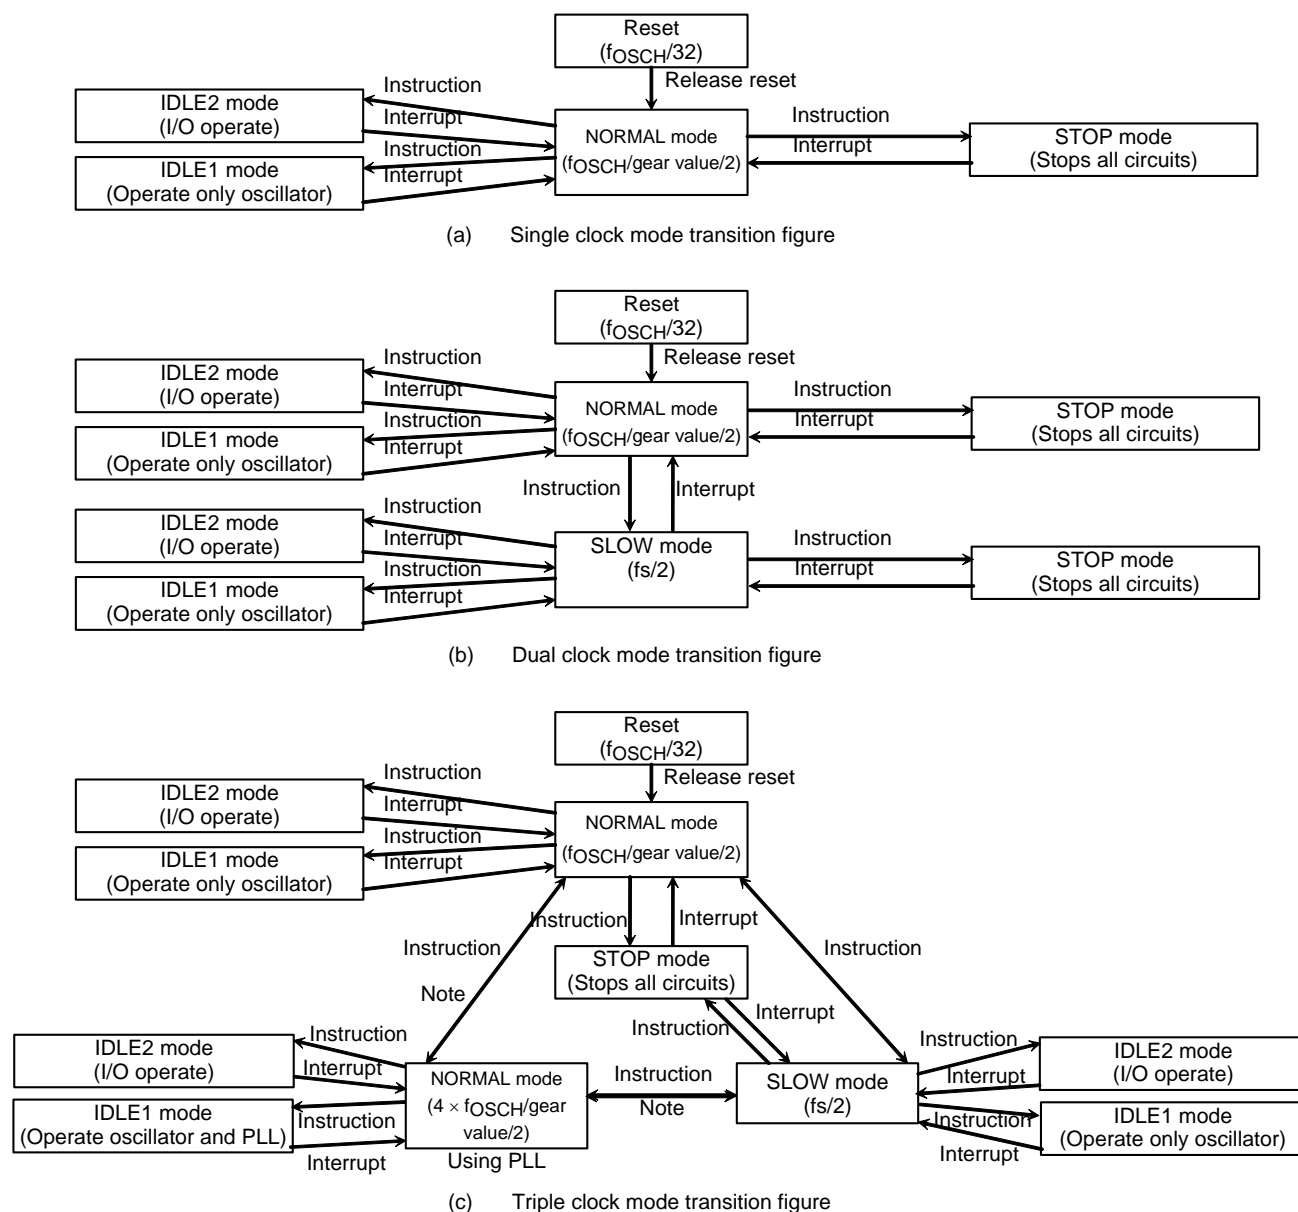 Reset
(fOSCH/32)
Release reset
Instruction
IDLE2 mode
(I/O operate)
Interrupt
Instruction
IDLE1 mode
(Operate only oscillator)
Interrupt
NORMAL mode
(fOSCH/gear value/2)
Instruction
Interrupt
STOP mode
(Stops all circuits)
(a) Single clock mode transition figure
Reset
(fOSCH/32)
Release reset
Instruction
IDLE2 mode
(I/O operate)
Interrupt
Instruction
IDLE1 mode
(Operate only oscillator)
Interrupt
NORMAL mode
(fOSCH/gear value/2)
Instruction
Interrupt
STOP mode
(Stops all circuits)
Instruction
Interrupt
Instruction
IDLE2 mode
(I/O operate)
Interrupt
Instruction
IDLE1 mode
(Operate only oscillator)
Interrupt
SLOW mode
(fs/2)
Instruction
Interrupt
STOP mode
(Stops all circuits)
(b) Dual clock mode transition figure
Reset
(fOSCH/32)
Release reset
Instruction
IDLE2 mode
(I/O operate)
Interrupt
Instruction
IDLE1 mode
(Operate only oscillator)
Interrupt
NORMAL mode
(fOSCH/gear value/2)
Instruction
Interrupt
Instruction
Note
STOP mode
(Stops all circuits)
Instruction
Instruction
Interrupt
Instruction
IDLE2 mode
(I/O operate)
Interrupt
IDLE1 mode
(Operate oscillator and PLL)
Instruction
Interrupt
NORMAL mode
(4 × fOSCH/gear
value/2)
Using PLL
Instruction
Note
SLOW mode
(fs/2)
Instruction
Interrupt
IDLE2 mode
(I/O operate)
Instruction
Interrupt
IDLE1 mode
(Operate only oscillator)
(c) Triple clock mode transition figure